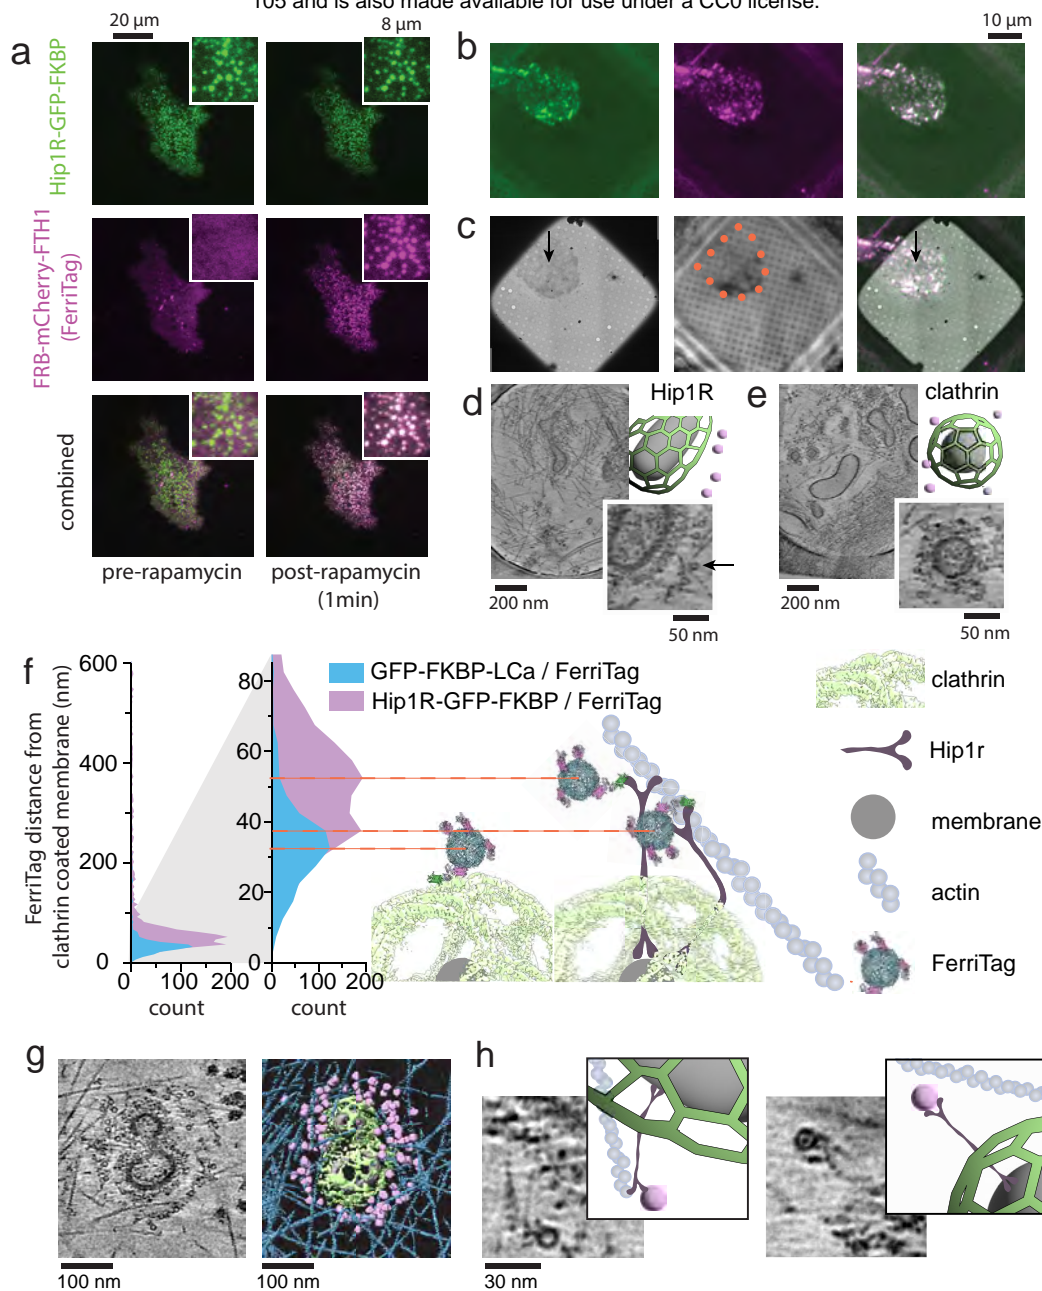 105 and is also made available for use under a CC0 license.
20 μm
8 μm
10 μm
a
b
Hip1R-GFP-FKBP
FRB-mCherry-FTH1
(FerriTag)
combined
pre-rapamycin
post-rapamycin
(1min)
c
d
Hip1R
e
clathrin
200 nm
50 nm
200 nm
50 nm
f
FerriTag distance from
clathrin coated membrane (nm)
600
400
200
0
0 100 200
count
80
60
40
20
0
0 100 200
count
GFP-FKBP-LCa / FerriTag
Hip1R-GFP-FKBP / FerriTag
clathrin
Hip1r
membrane
actin
FerriTag
g
h
100 nm
100 nm
30 nm